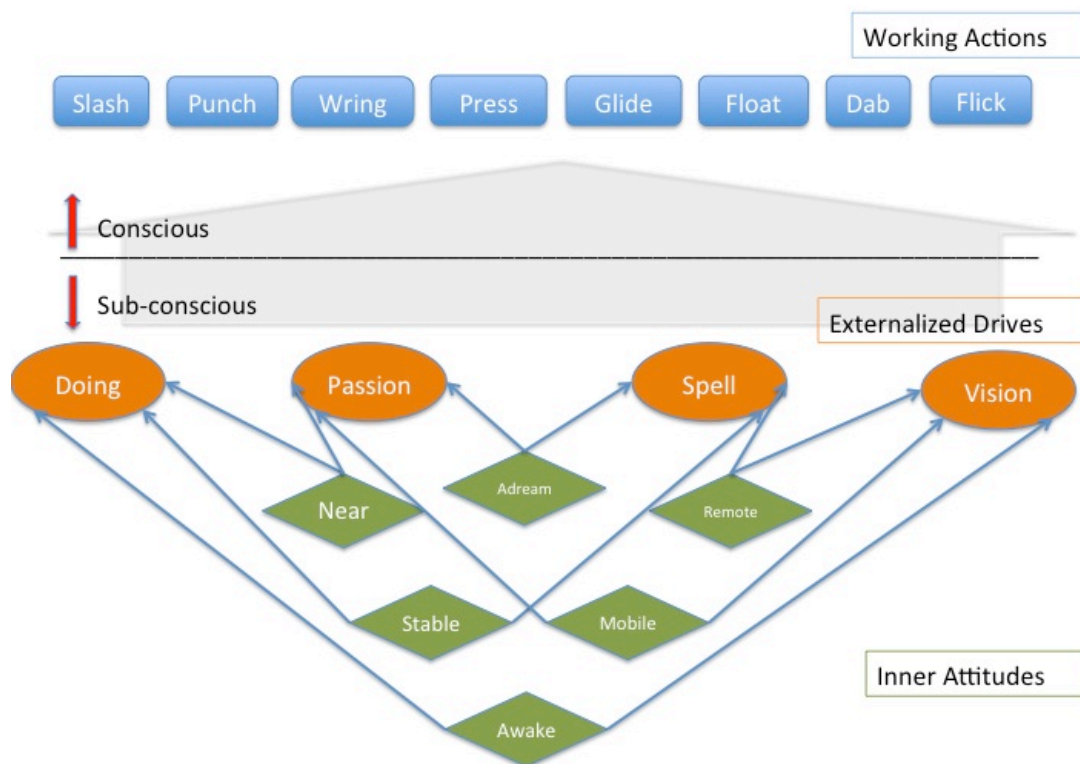 Working Actions
Slash Punch Wring Press Glide Float Dab Flick
Conscious
Sub-conscious
Externalized Drives
Doing Passion Spell Vision
Adream
Near Remote
Stable Mobile
Inner Attitudes
Awake